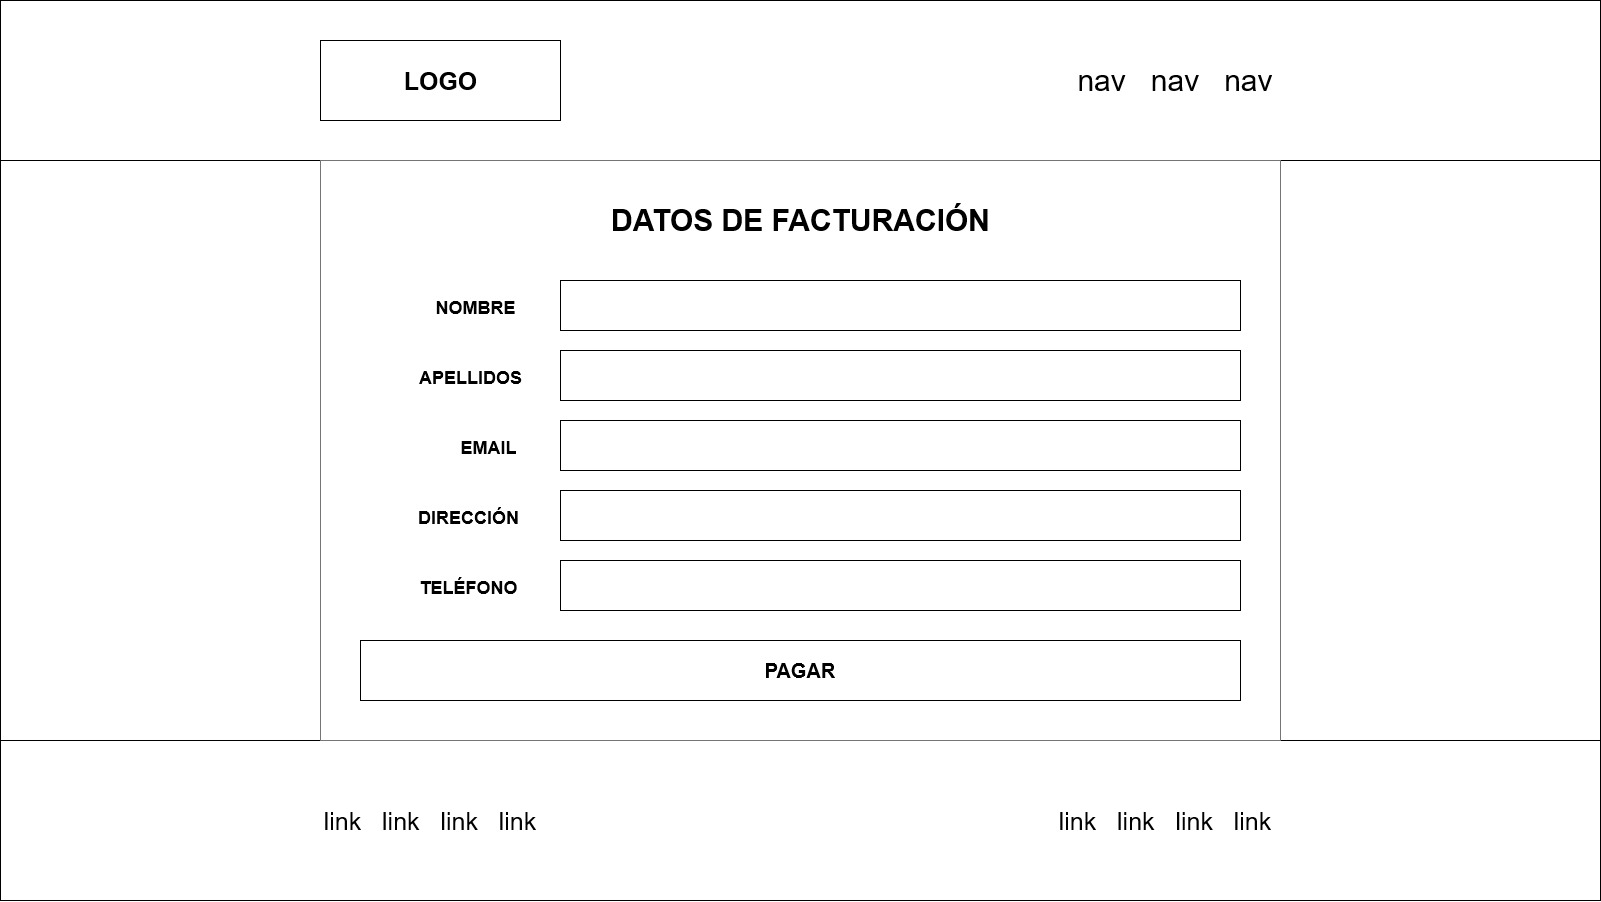 LOGO nav nav nav
DATOS DE FACTURACIÓN
NOMBRE
APELLIDOS
EMAIL
DIRECCIÓN
TELÉFONO
PAGAR
link link link link link link link link